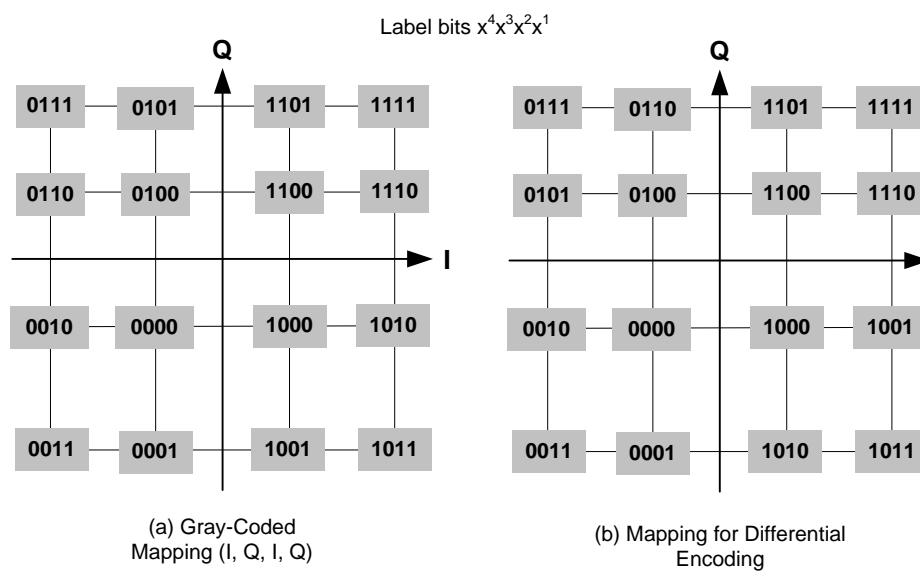 Label bits x⁴x³x²x¹
Q
Q
0111 0101 1101 1111
0111 0110 1101 1111
0110 0100 1100 1110
0101 0100 1100 1110
I
0010 0000 1000 1010
0010 0000 1000 1001
0011 0001 1001 1011
0011 0001 1010 1011
(a) Gray-Coded
Mapping (I, Q, I, Q)
(b) Mapping for Differential
Encoding